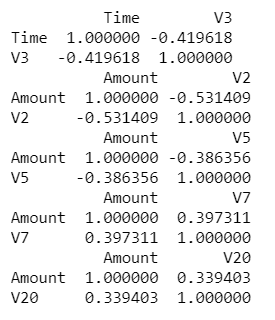 Time V3
Time 1.000000 -0.419618
V3 -0.419618 1.000000
Amount V2
Amount 1.000000 -0.531409
V2 -0.531409 1.000000
Amount V5
Amount 1.000000 -0.386356
V5 -0.386356 1.000000
Amount V7
Amount 1.000000 0.397311
V7 0.397311 1.000000
Amount V20
Amount 1.000000 0.339403
V20 0.339403 1.000000